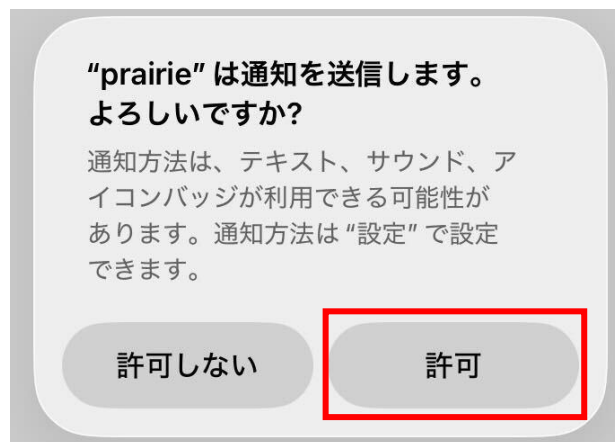 “prairie” は通知を送信します。
よろしいですか?
通知方法は、テキスト、サウンド、ア
イコンバッジが利用できる可能性が
あります。通知方法は “設定” で設定
できます。
許可しない
許可